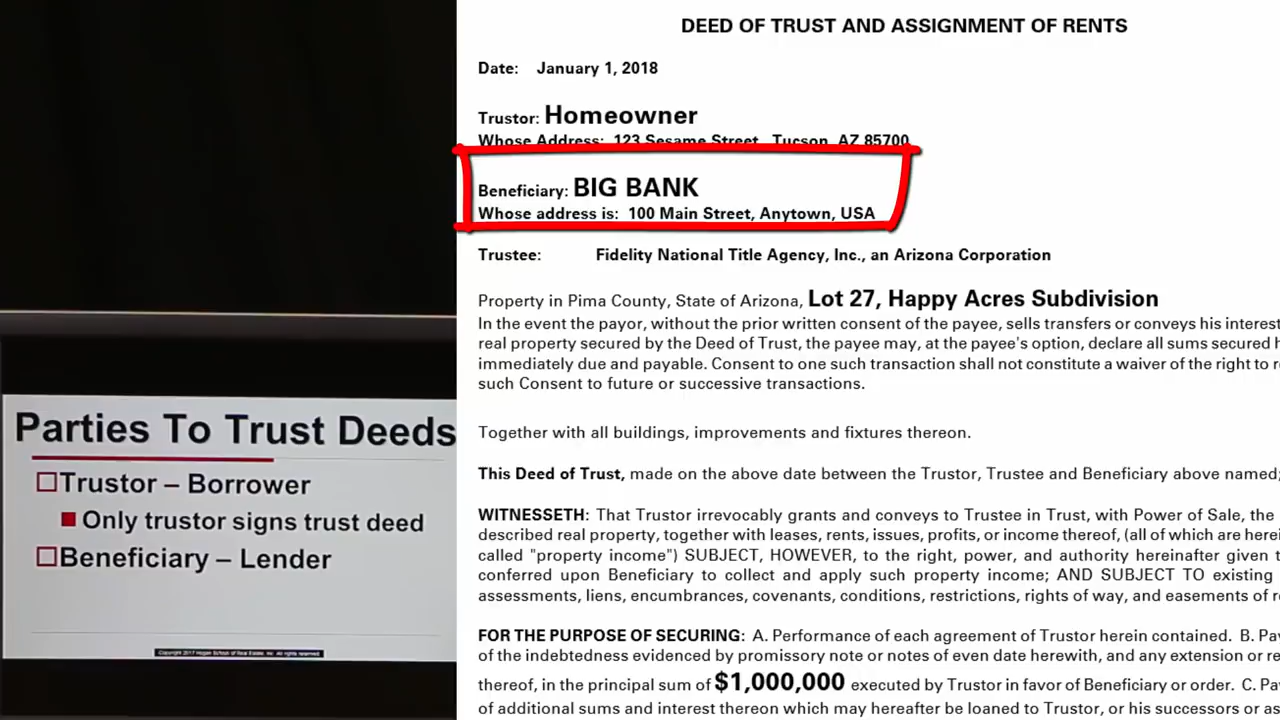 DEED OF TRUST AND ASSIGNMENT OF RENTS
Date: January 1, 2018
Trustor: Homeowner
Whose Address: 123 Sesame Street, Tucson, AZ 85700
Beneficiary: BIG BANK
Whose address is: 100 Main Street, Anytown, USA
Trustee: Fidelity National Title Agency, Inc., an Arizona Corporation
Property in Pima County, State of Arizona, Lot 27, Happy Acres Subdivision
In the event the payor, without the prior written consent of the payee, sells transfers or conveys his interest
real property secured by the Deed of Trust, the payee may, at the payee's option, declare all sums secured
immediately due and payable. Consent to one such transaction shall not constitute a waiver of the right to
such Consent to future or successive transactions.
Together with all buildings, improvements and fixtures thereon.
This Deed of Trust, made on the above date between the Trustor, Trustee and Beneficiary above named;
WITNESSETH: That Trustor irrevocably grants and conveys to Trustee in Trust, with Power of Sale, the
described real property, together with leases, rents, issues, profits, or income thereof, (all of which are
called "property income") SUBJECT, HOWEVER, to the right, power, and authority hereinafter given
conferred upon Beneficiary to collect and apply such property income; AND SUBJECT TO existing
assessments, liens, encumbrances, covenants, conditions, restrictions, rights of way, and easements of
FOR THE PURPOSE OF SECURING: A. Performance of each agreement of Trustor herein contained. B.
of the indebtedness evidenced by promissory note or notes of even date herewith, and any extension or
thereof, in the principal sum of $1,000,000 executed by Trustor in favor of Beneficiary or order. C.
of additional sums and interest thereon which may hereafter be loaned to Trustor, or his successors or
Parties To Trust Deeds
Trustor – Borrower
Only trustor signs trust deed
Beneficiary – Lender
Copyright 2017 Hogan School of Real Estate, Inc. All rights reserved.